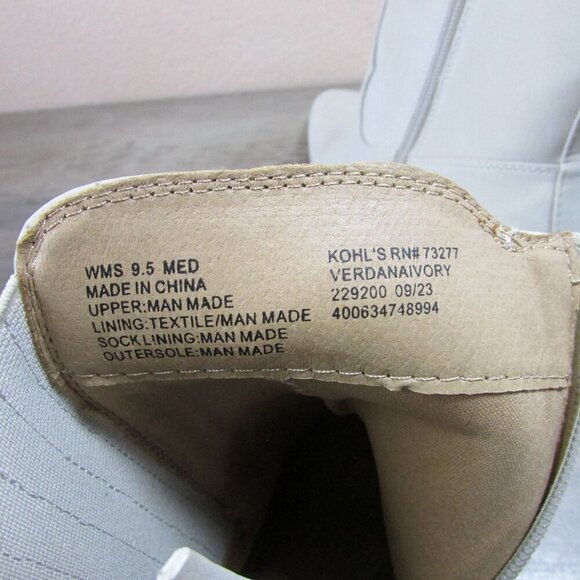 WMS 9.5 MED
MADE IN CHINA
UPPER:MAN MADE
LINING:TEXTILE/MAN MADE
SOCK LINING:MAN MADE
OUTERSOLE:MAN MADE
KOHL'S RN# 73277
VERDANAIVORY
229200 09/23
400634748994